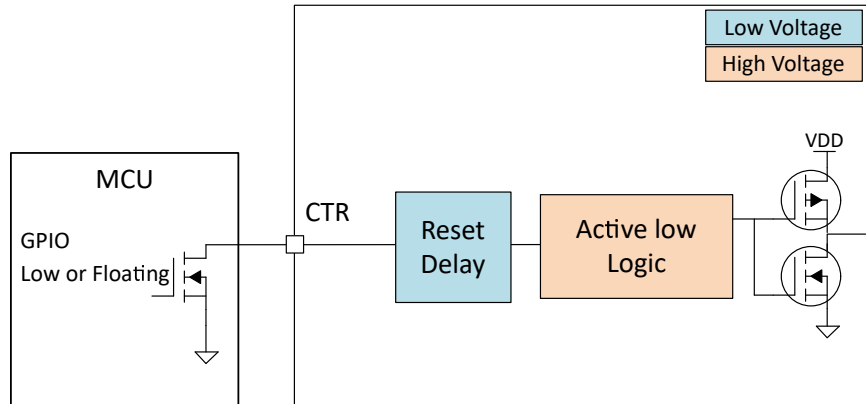 Low Voltage
High Voltage
VDD
MCU
CTR
GPIO
Low or Floating
Reset
Delay
Active low
Logic